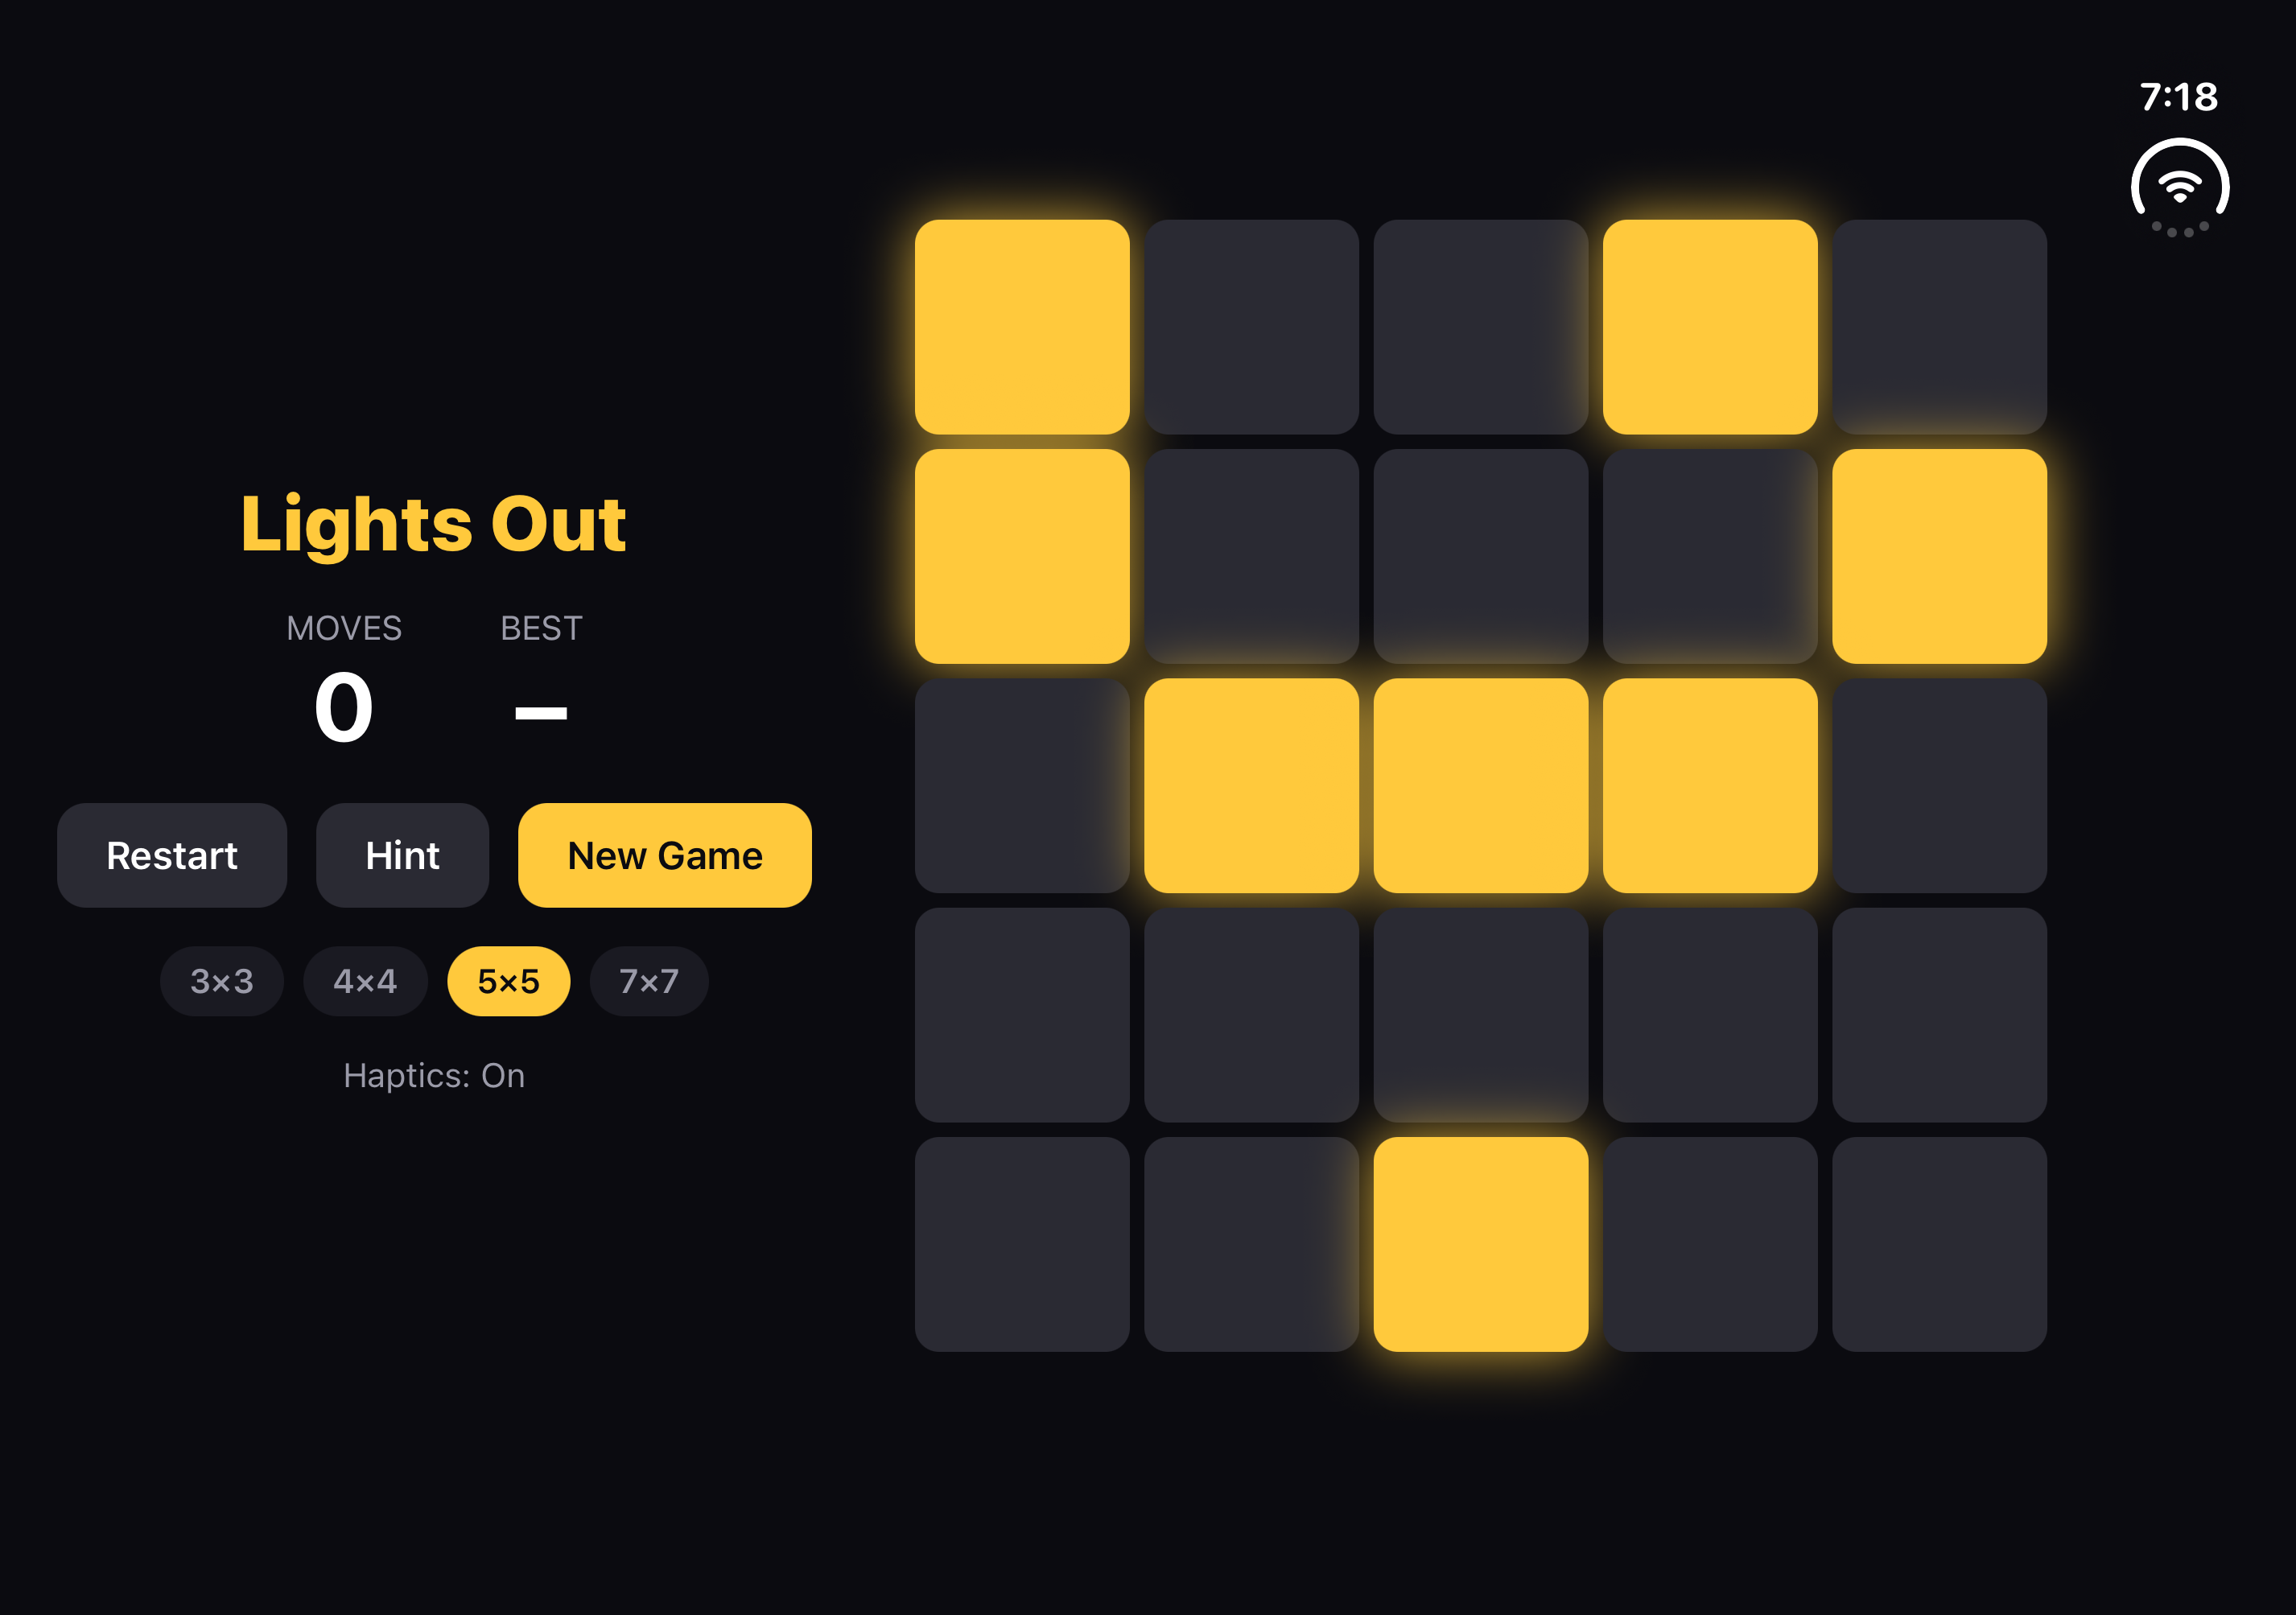 7:18
Lights Out
MOVES BEST
0 –
Restart Hint New Game
3×3 4×4 5×5 7×7
Haptics: On